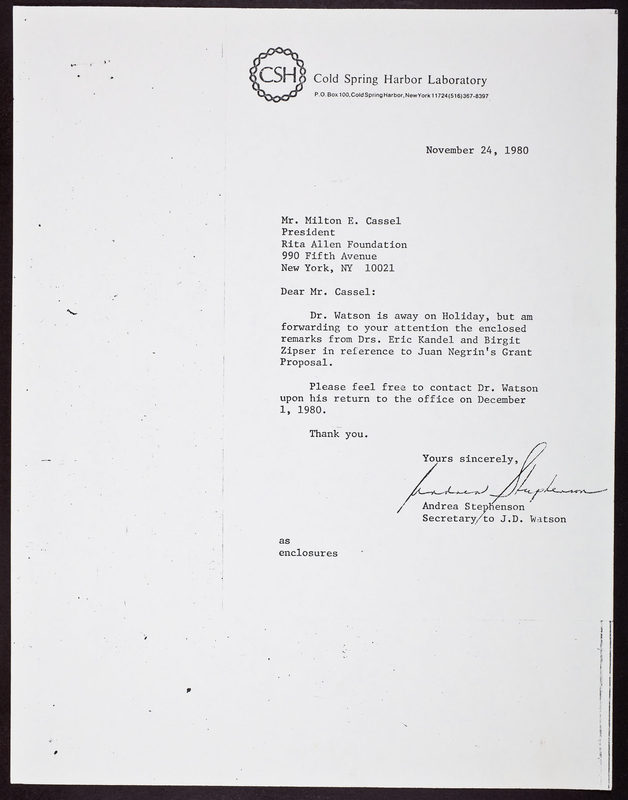 CSH
Cold Spring Harbor Laboratory
P.O. Box 100, Cold Spring Harbor, New York 11724 (516) 367-8397
November 24, 1980
Mr. Milton E. Cassel
President
Rita Allen Foundation
990 Fifth Avenue
New York, NY 10021
Dear Mr. Cassel:
Dr. Watson is away on Holiday, but am
forwarding to your attention the enclosed
remarks from Drs. Eric Kandel and Birgit
Zipser in reference to Juan Negrin's Grant
Proposal.
Please feel free to contact Dr. Watson
upon his return to the office on December
1, 1980.
Thank you.
Yours sincerely,
Andrea Stephenson
Andrea Stephenson
Secretary to J.D. Watson
as
enclosures